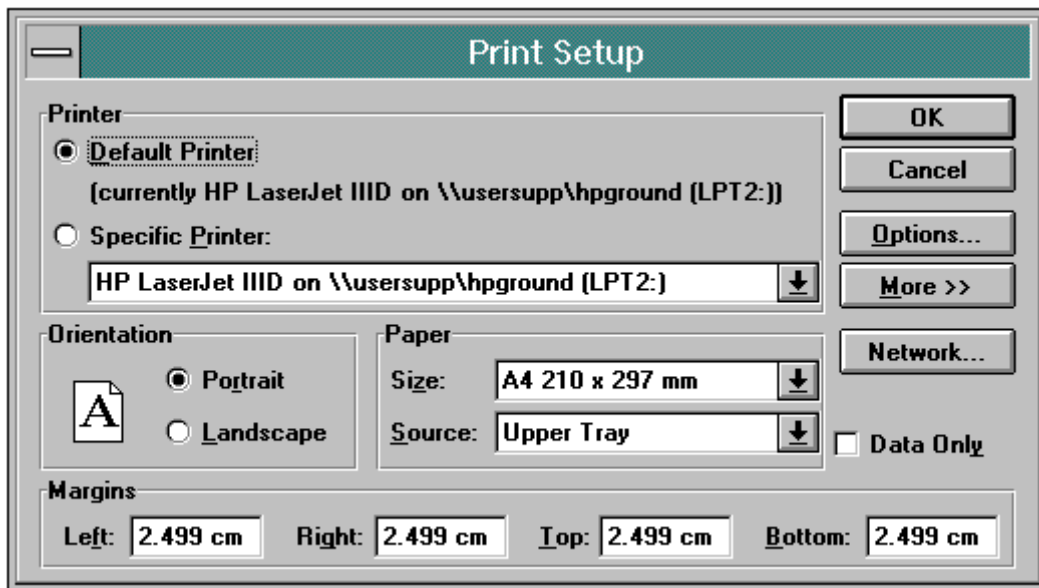 Print Setup
Printer
Default Printer
(currently HP LaserJet IIID on \\usersupp\hpground (LPT2:))
Specific Printer:
HP LaserJet IIID on \\usersupp\hpground (LPT2:)
OK
Cancel
Options...
More >>
Network...
Orientation
A
Portrait
Landscape
Paper
Size: A4 210 x 297 mm
Source: Upper Tray
Data Only
Margins
Left: 2.499 cm Right: 2.499 cm Top: 2.499 cm Bottom: 2.499 cm